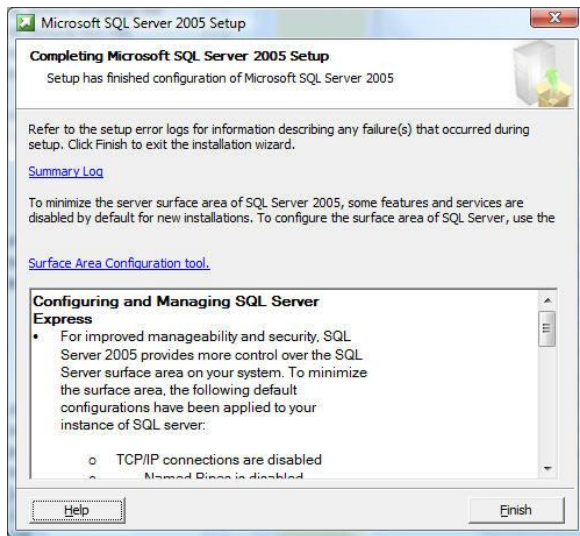 Microsoft SQL Server 2005 Setup
Completing Microsoft SQL Server 2005 Setup
Setup has finished configuration of Microsoft SQL Server 2005
Refer to the setup error logs for information describing any failure(s) that occurred during
setup. Click Finish to exit the installation wizard.
Summary Log
To minimize the server surface area of SQL Server 2005, some features and services are
disabled by default for new installations. To configure the surface area of SQL Server, use the
Surface Area Configuration tool.
Configuring and Managing SQL Server
Express
• For improved manageability and security, SQL
Server 2005 provides more control over the SQL
Server surface area on your system. To minimize
the surface area, the following default
configurations have been applied to your
instance of SQL server:
o TCP/IP connections are disabled
o Named Pipes is disabled
Help
Finish